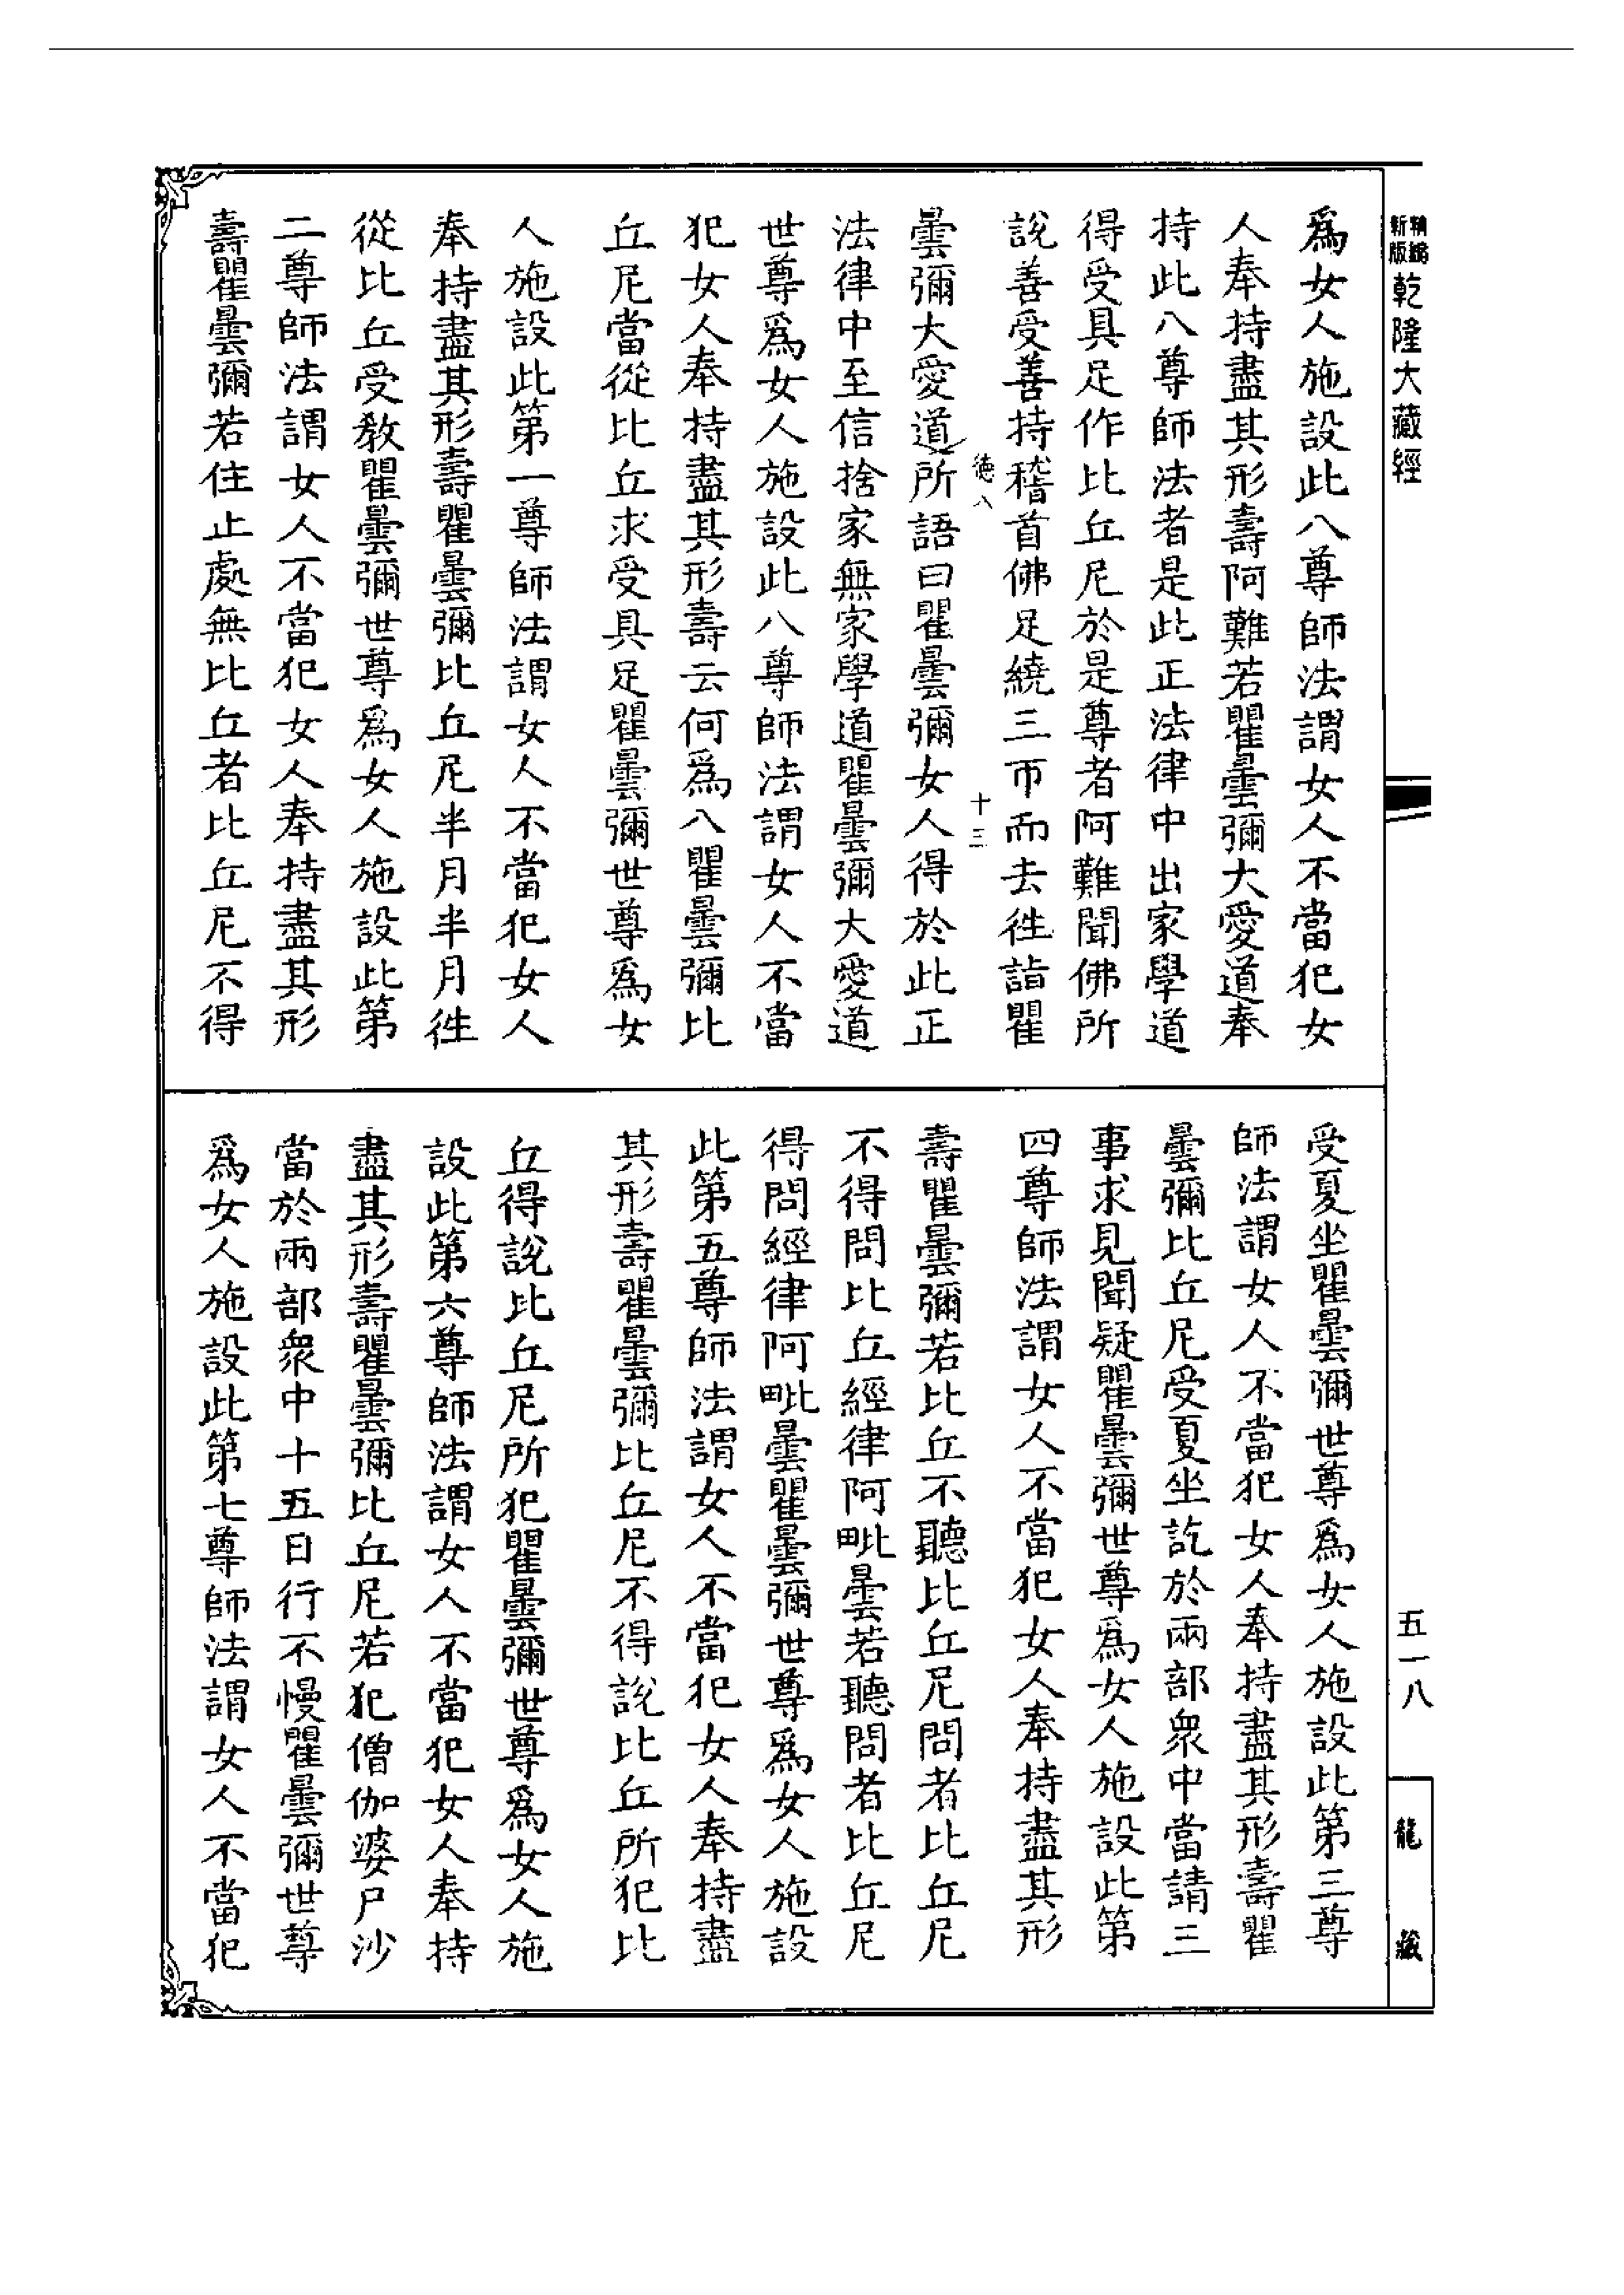 精編新版乾隆大藏經
爲女人施設此八尊師法謂女人不當犯女
人奉持盡其形壽阿難若瞿曇彌大愛道奉
持此八尊師法者是此正法律中出家學道
得受具足作比丘尼於是尊者阿難聞佛所
說善受善持稽首佛足繞三帀而去徃詣瞿
德八 十三
曇彌大愛道所語曰瞿曇彌女人得於此正
法律中至信捨家無家學道瞿曇彌大愛道
世尊爲女人施設此八尊師法謂女人不當
犯女人奉持盡其形壽云何爲八瞿曇彌比
丘尼當從比丘求受具足瞿曇彌世尊爲女
人施設此第一尊師法謂女人不當犯女人
奉持盡其形壽瞿曇彌比丘尼半月半月徃
從比丘受敎瞿曇彌世尊爲女人施設此第
二尊師法謂女人不當犯女人奉持盡其形
壽瞿曇彌若住止處無比丘者比丘尼不得
受夏坐瞿曇彌世尊爲女人施設此第三尊
師法謂女人不當犯女人奉持盡其形壽瞿
曇彌比丘尼受夏坐訖於兩部衆中當請三
事求見聞疑瞿曇彌世尊爲女人施設此第
四尊師法謂女人不當犯女人奉持盡其形
壽瞿曇彌若比丘不聽比丘尼問者比丘尼
不得問比丘經律阿毗曇若聽問者比丘尼
得問經律阿毗曇瞿曇彌世尊爲女人施設
此第五尊師法謂女人不當犯女人奉持盡
其形壽瞿曇彌比丘尼不得說比丘所犯比
丘得說比丘尼所犯瞿曇彌世尊爲女人施
設此第六尊師法謂女人不當犯女人奉持
盡其形壽瞿曇彌比丘尼若犯僧伽婆尸沙
當於兩部衆中十五日行不慢瞿曇彌世尊
爲女人施設此第七尊師法謂女人不當犯
五一八
龍藏